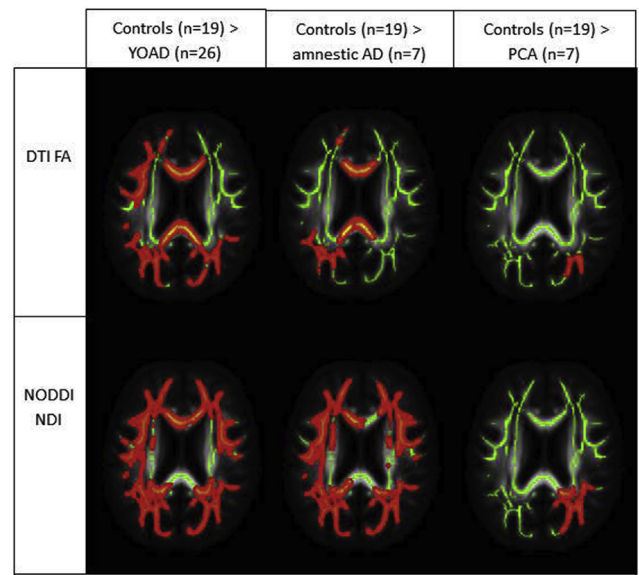 Controls (n=19) >
YOAD (n=26)
Controls (n=19) >
amnestic AD (n=7)
Controls (n=19) >
PCA (n=7)
DTI FA
NODDI
NDI